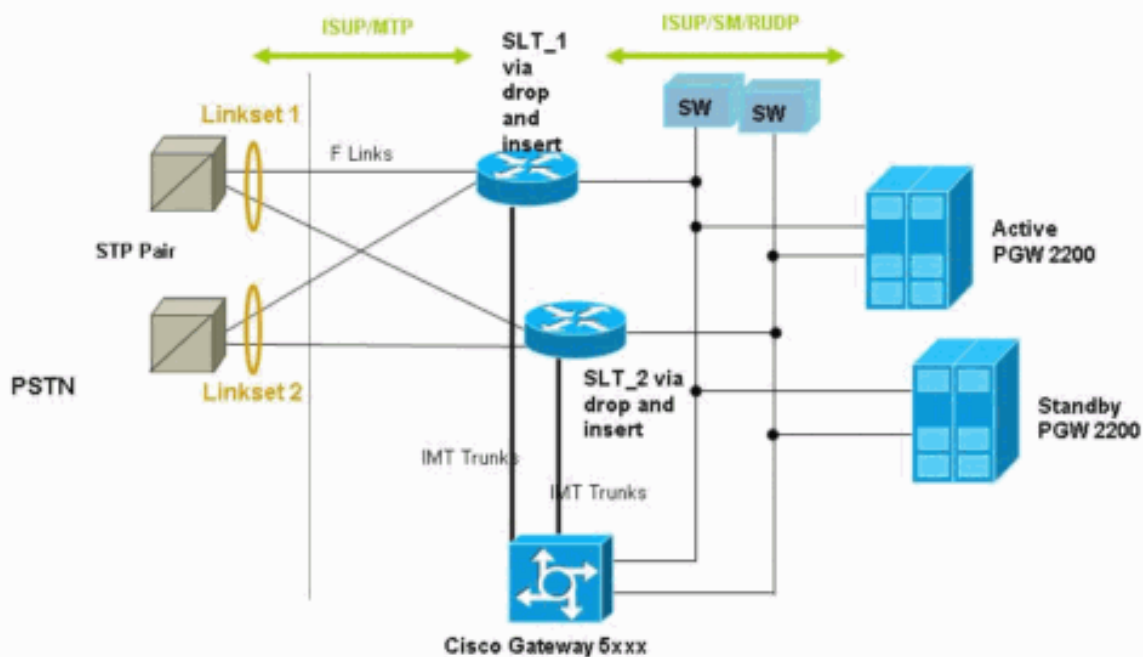 ISUP/MTP
ISUP/SM/RUDP
SLT_1
via
drop
and
insert
SW
SW
Linkset 1
F Links
STP Pair
Active
PGW 2200
Linkset 2
PSTN
SLT_2 via
drop and
insert
Standby
PGW 2200
IMT Trunks
IMT Trunks
Cisco Gateway 5xxx